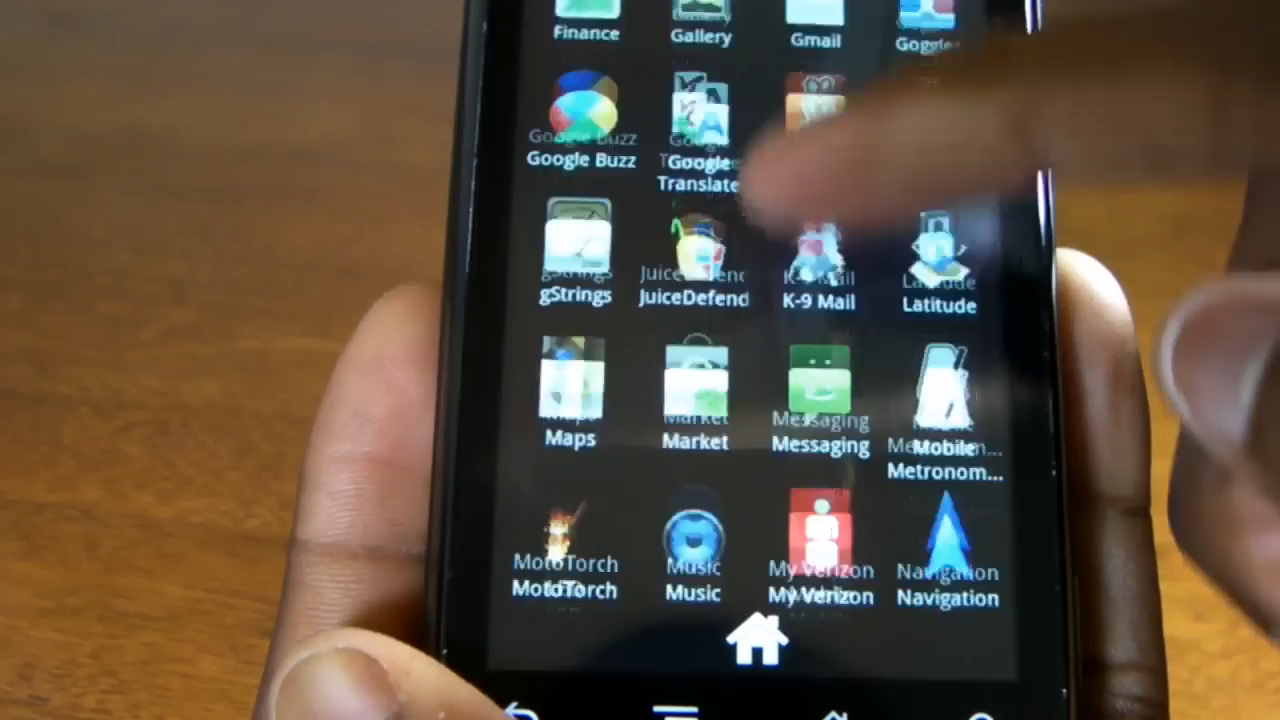 Finance Gallery Gmail Goggles
Google Buzz Google
Translate
gStrings JuiceDefend K-9 Mail Latitude
Maps Market Messaging Mobile
Metronom...
MotoTorch Music My Verizon Navigation